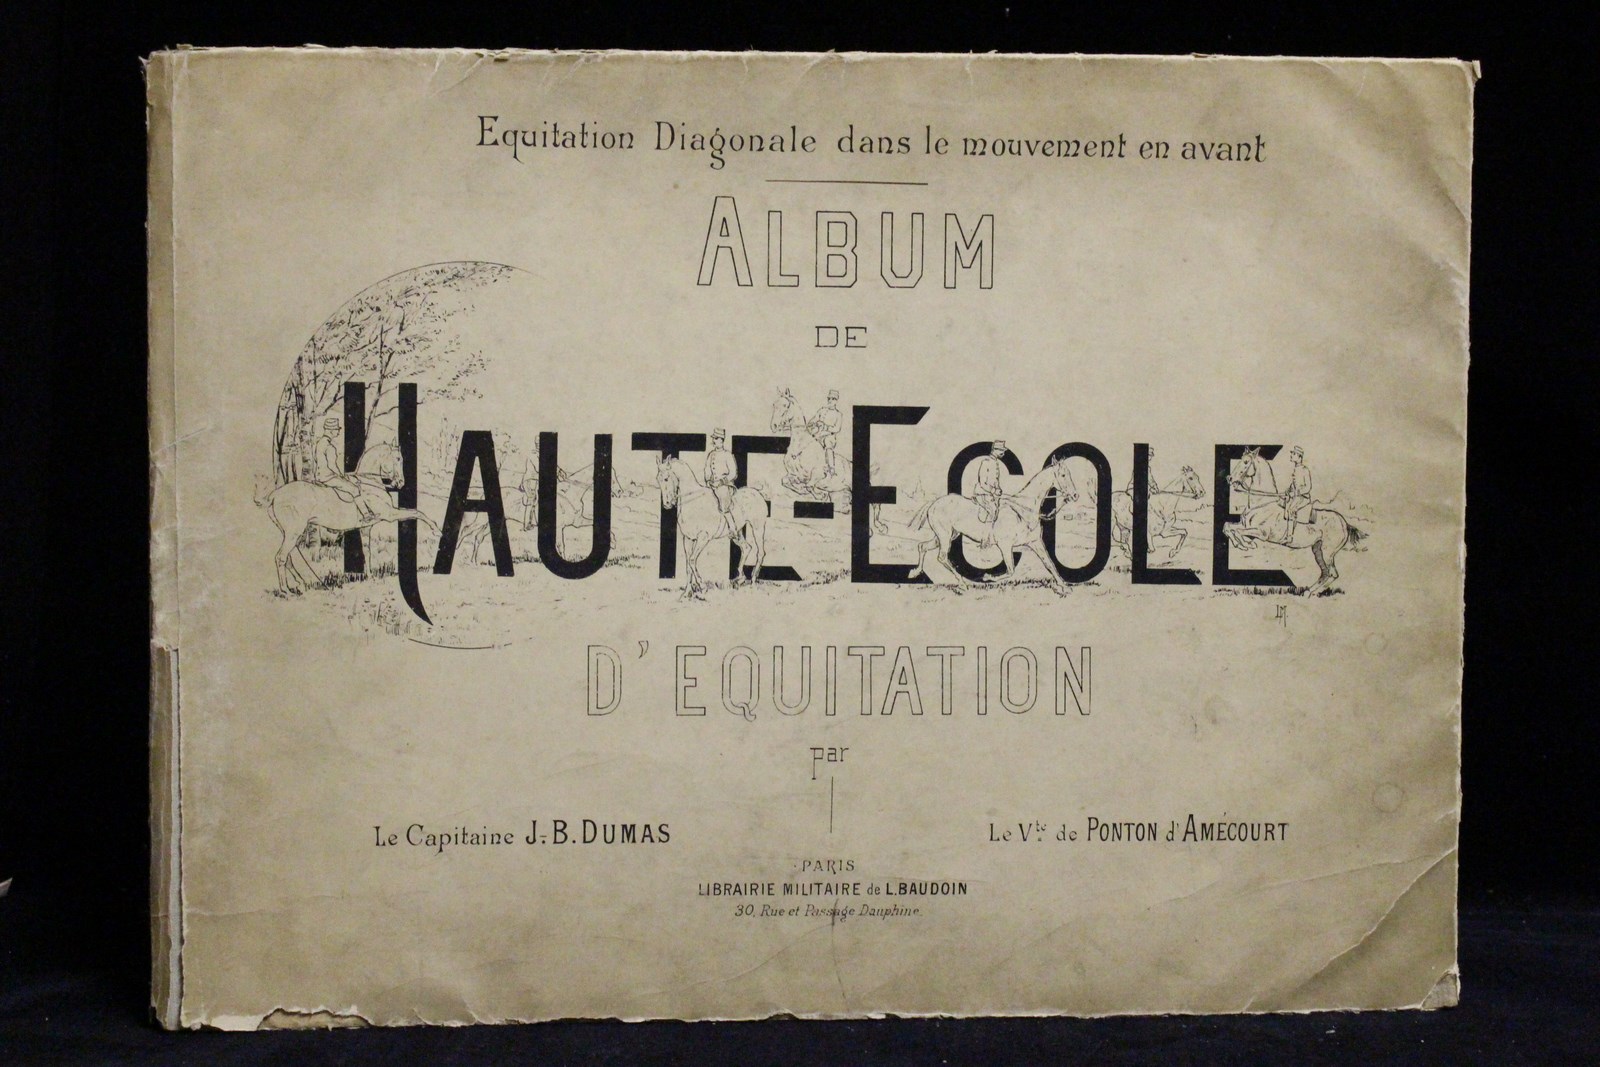 Equitation Diagonale dans le mouvement en avant
ALBUM
DE
HAUTE-ECOLE
D'EQUITATION
par
Le Capitaine J.-B. DUMAS
Le Vte de PONTON d'AMÉCOURT
PARIS
LIBRAIRIE MILITAIRE de L. BAUDOIN
30, Rue et Passage Dauphine.